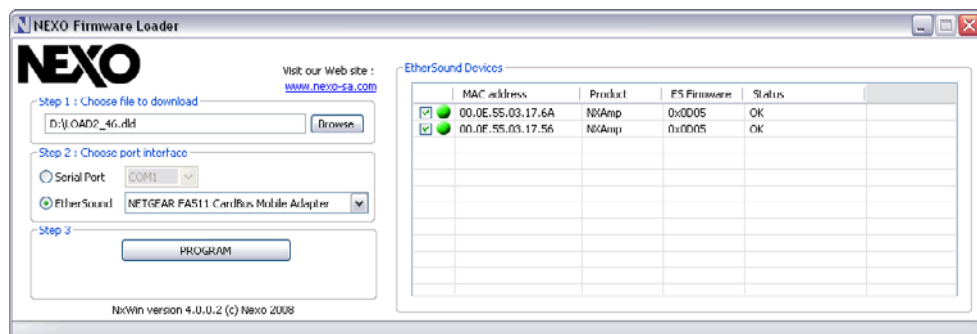 NEXO Firmware Loader
NEXO
Visit our Web site :
www.nexo-sa.com
Step 1 : Choose file to download
D:\LOAD2_46.dld
Browse
Step 2 : Choose port interface
Serial Port
COM1
EtherSound
NETGEAR FA511 CardBus Mobile Adapter
Step 3
PROGRAM
NxWin version 4.0.0.2 (c) Nexo 2008
EtherSound Devices
MAC address Product ES Firmware Status
00.0E.55.03.17.6A NXAmp 0x0D05 OK
00.0E.55.03.17.56 NXAmp 0x0D05 OK